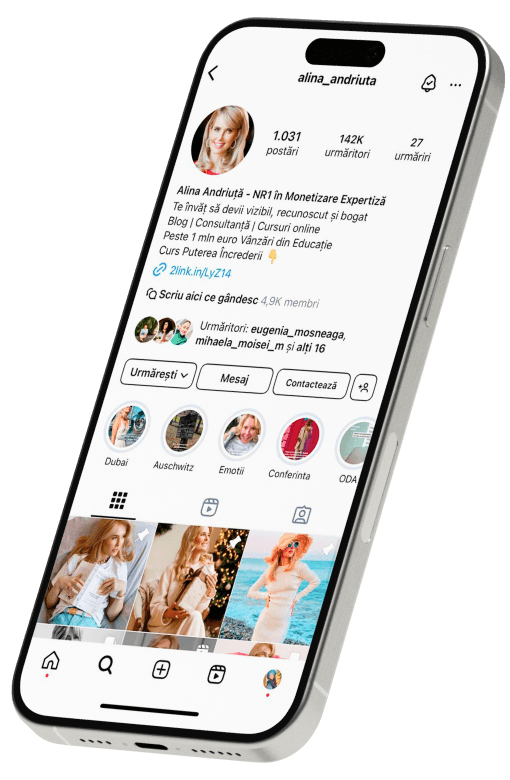 alina_andriuta
1.031
postări
142K
urmăritori
27
urmăriri
Alina Andriuță - NR1 în Monetizare Expertiză
Te învăț să devii vizibil, recunoscut și bogat
Blog | Consultanță | Cursuri online
Peste 1 mln euro Vânzări din Educație
Curs Puterea Încrederii 👇
2link.in/LyZ14
Scriu aici ce gândesc 4,9K membri
Urmăritori: eugenia_mosneaga,
mihaela_moisei_m și alți 16
Urmărești
Mesaj
Contactează
Dubai
Auschwitz
Emotii
Conferinta
ODA